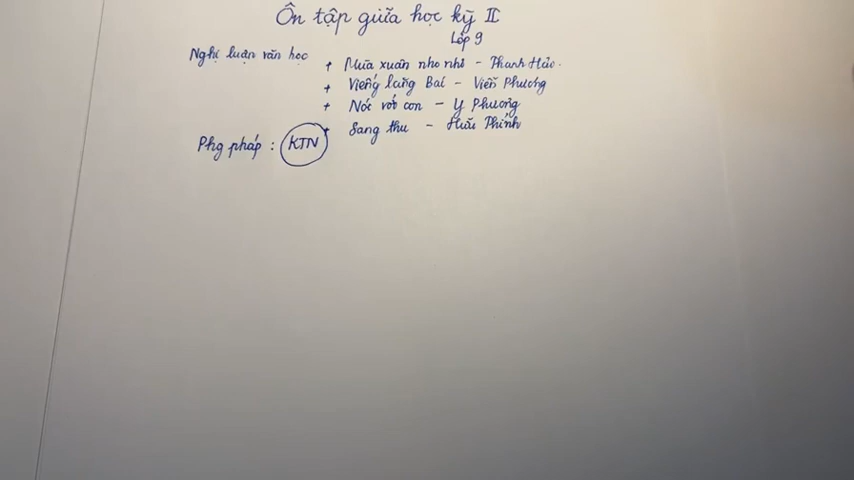 Ôn tập giữa học kỳ II
Lớp 9
Nghị luận văn học
+ Mùa xuân nho nhỏ - Thanh Hải.
+ Viếng lăng Bác - Viễn Phương
+ Nói với con - Y Phương
+ Sang thu - Hữu Thỉnh
Phg pháp : KTN